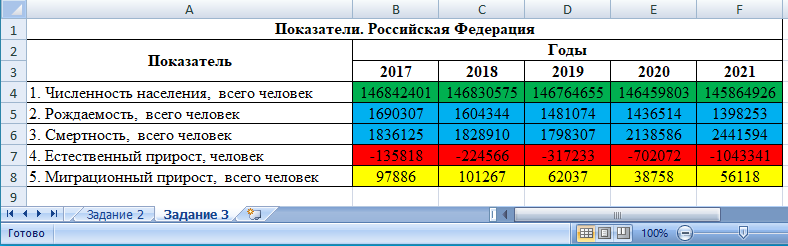 A B C D E F
1 Показатели. Российская Федерация
2 Показатель Годы
3 2017 2018 2019 2020 2021
4 1. Численность населения, всего человек 146842401 146830575 146764655 146459803 145864926
5 2. Рождаемость, всего человек 1690307 1604344 1481074 1436514 1398253
6 3. Смертность, всего человек 1836125 1828910 1798307 2138586 2441594
7 4. Естественный прирост, человек -135818 -224566 -317233 -702072 -1043341
8 5. Миграционный прирост, всего человек 97886 101267 62037 38758 56118
9
Задание 2 Задание 3
Готово 100%